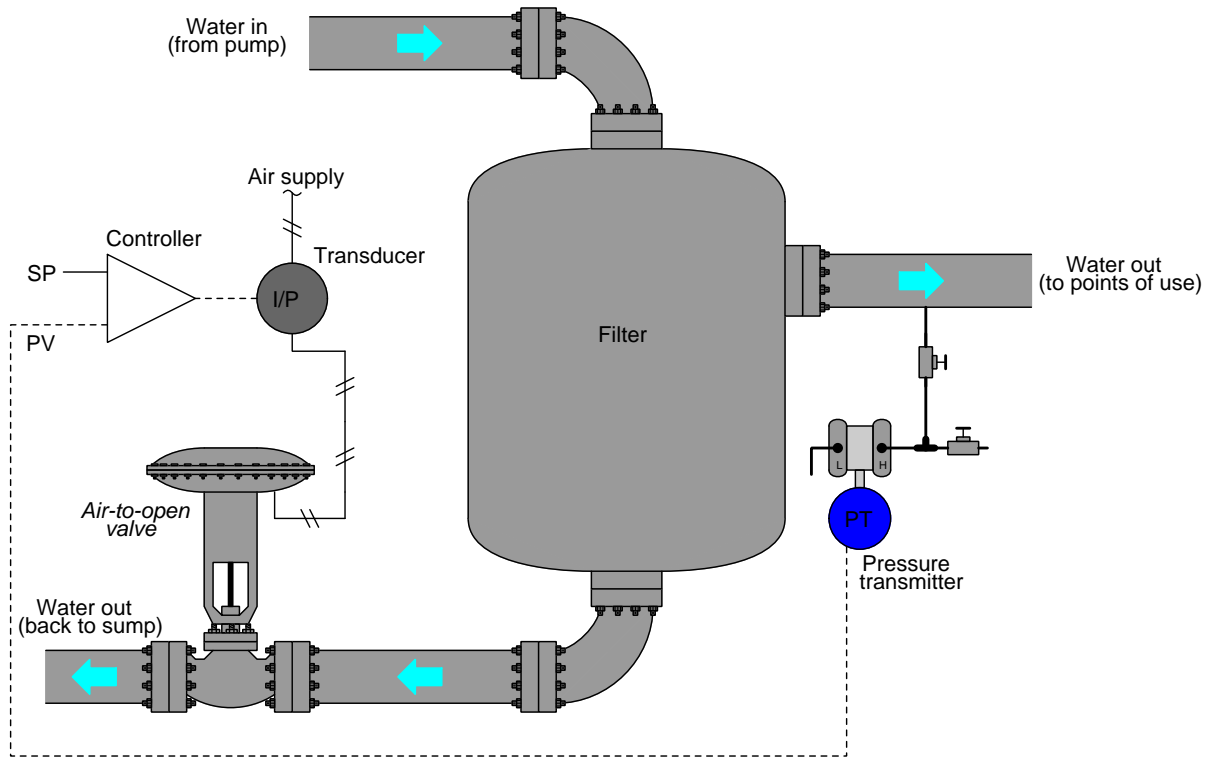 Water in
(from pump)
Air supply
Controller
Transducer
SP
I/P
PV
Filter
Water out
(to points of use)
L
H
Air-to-open
valve
PT
Pressure
transmitter
Water out
(back to sump)